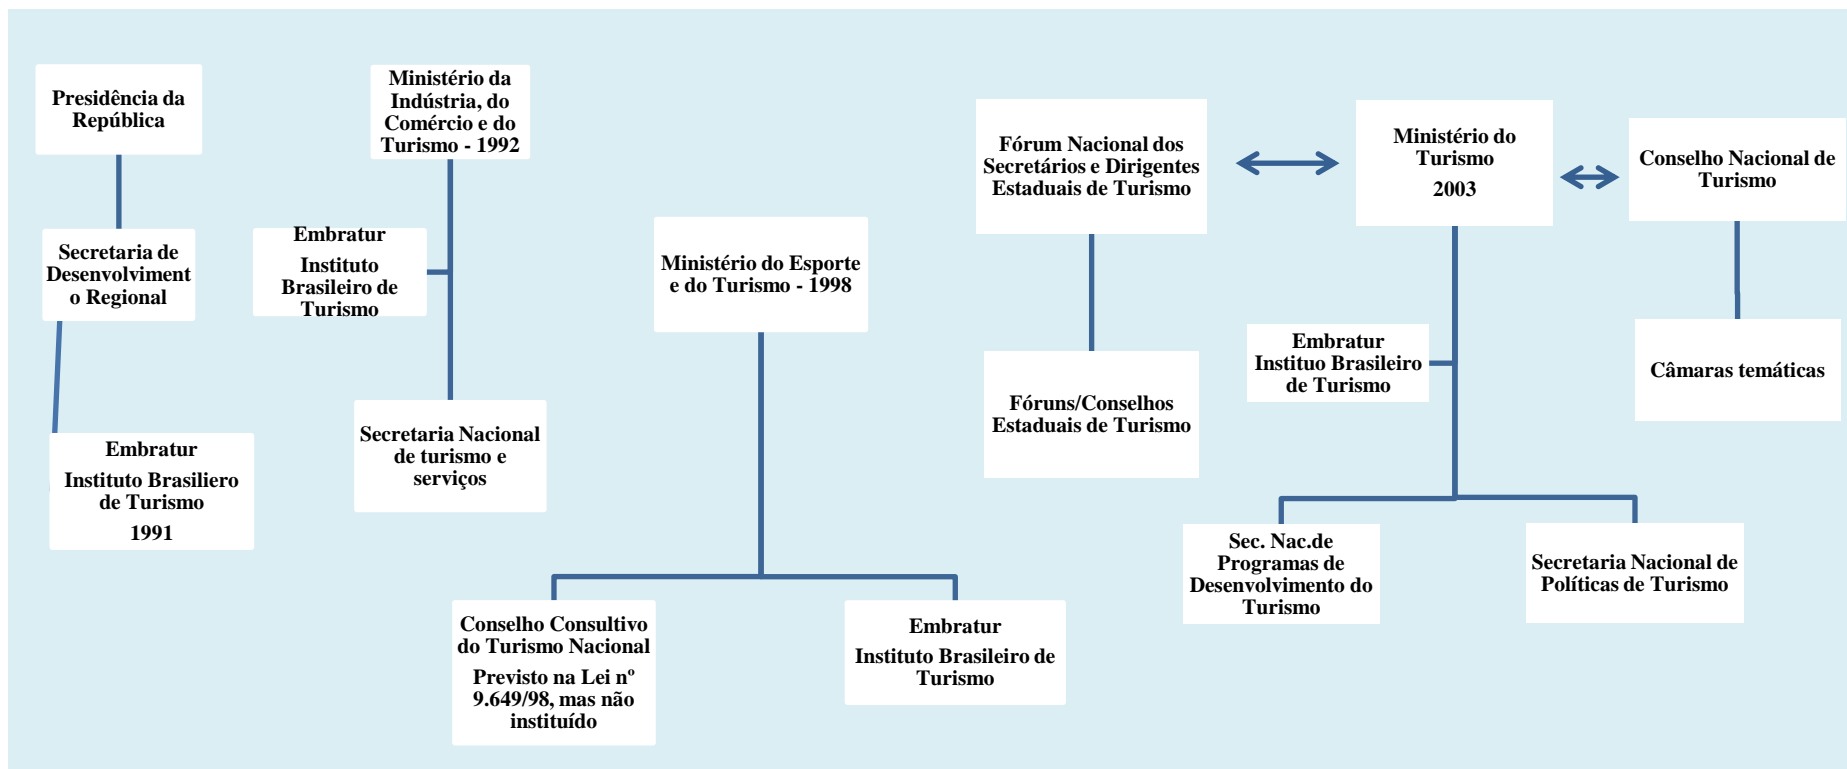 Presidência da
República
Secretaria de
Desenvolviment
o Regional
Embratur
Instituto Brasiliero
de Turismo
1991
Ministério da
Indústria, do
Comércio e do
Turismo - 1992
Embratur
Instituto
Brasileiro de
Turismo
Secretaria Nacional
de turismo e
serviços
Ministério do Esporte
e do Turismo - 1998
Conselho Consultivo
do Turismo Nacional
Previsto na Lei nº
9.649/98, mas não
instituído
Embratur
Instituto Brasileiro de
Turismo
Fórum Nacional dos
Secretários e Dirigentes
Estaduais de Turismo
Fóruns/Conselhos
Estaduais de Turismo
Ministério do
Turismo
2003
Embratur
Instituo Brasileiro
de Turismo
Sec. Nac.de
Programas de
Desenvolvimento do
Turismo
Secretaria Nacional de
Políticas de Turismo
Conselho Nacional de
Turismo
Câmaras temáticas